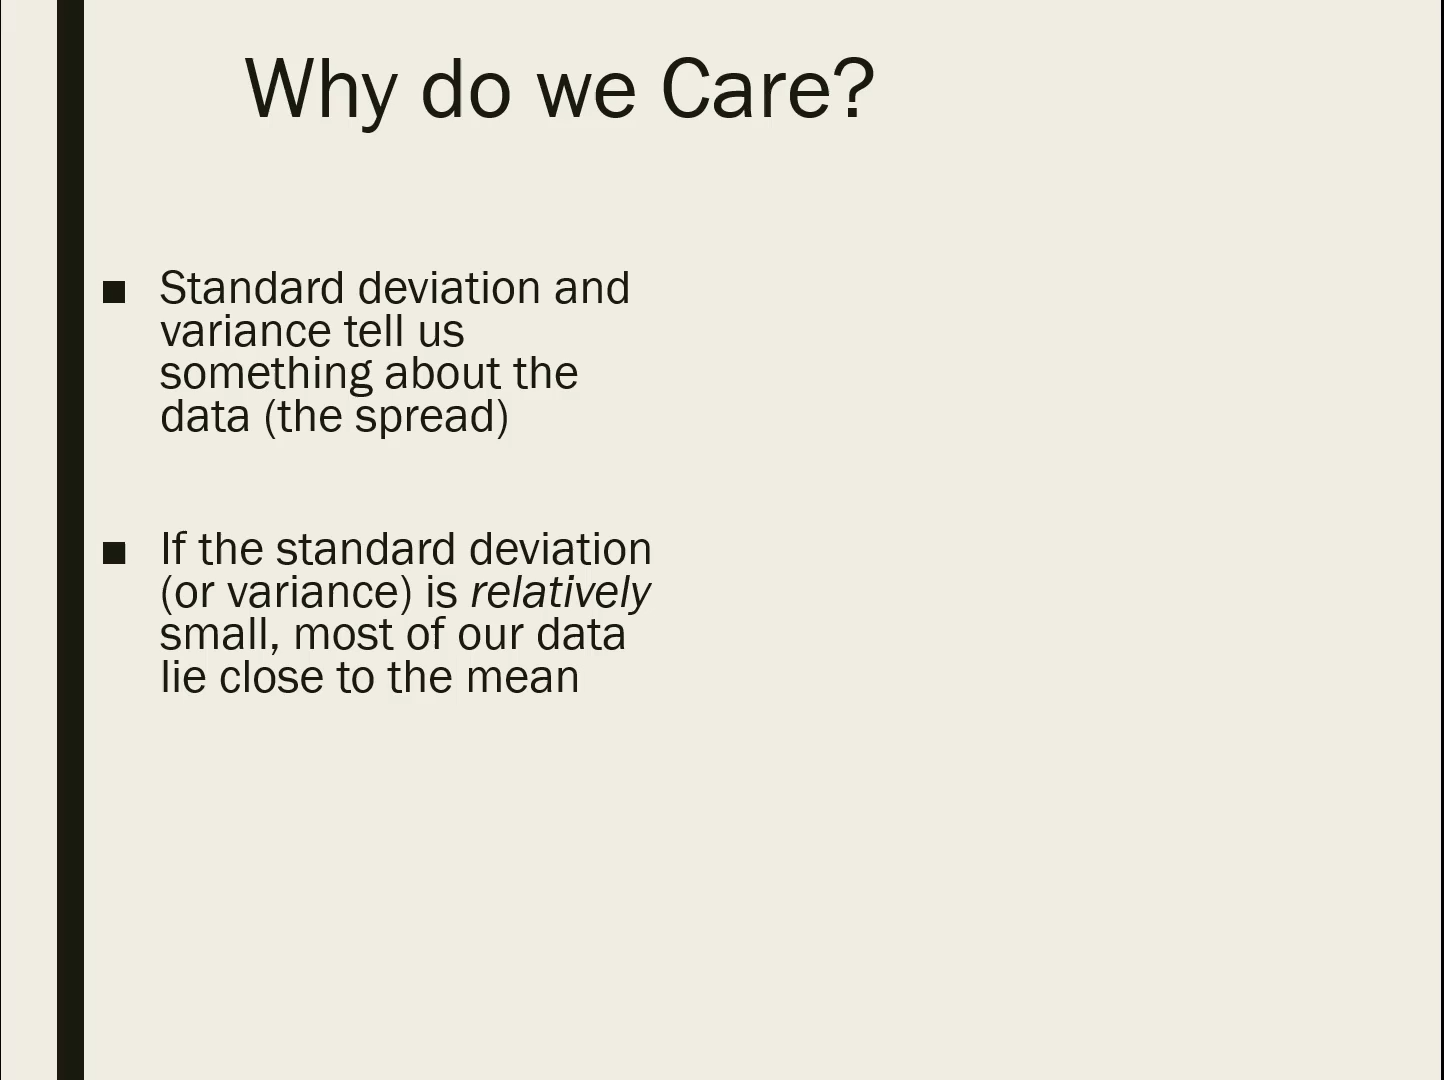 Why do we Care?
■ Standard deviation and
variance tell us
something about the
data (the spread)
■ If the standard deviation
(or variance) is relatively
small, most of our data
lie close to the mean